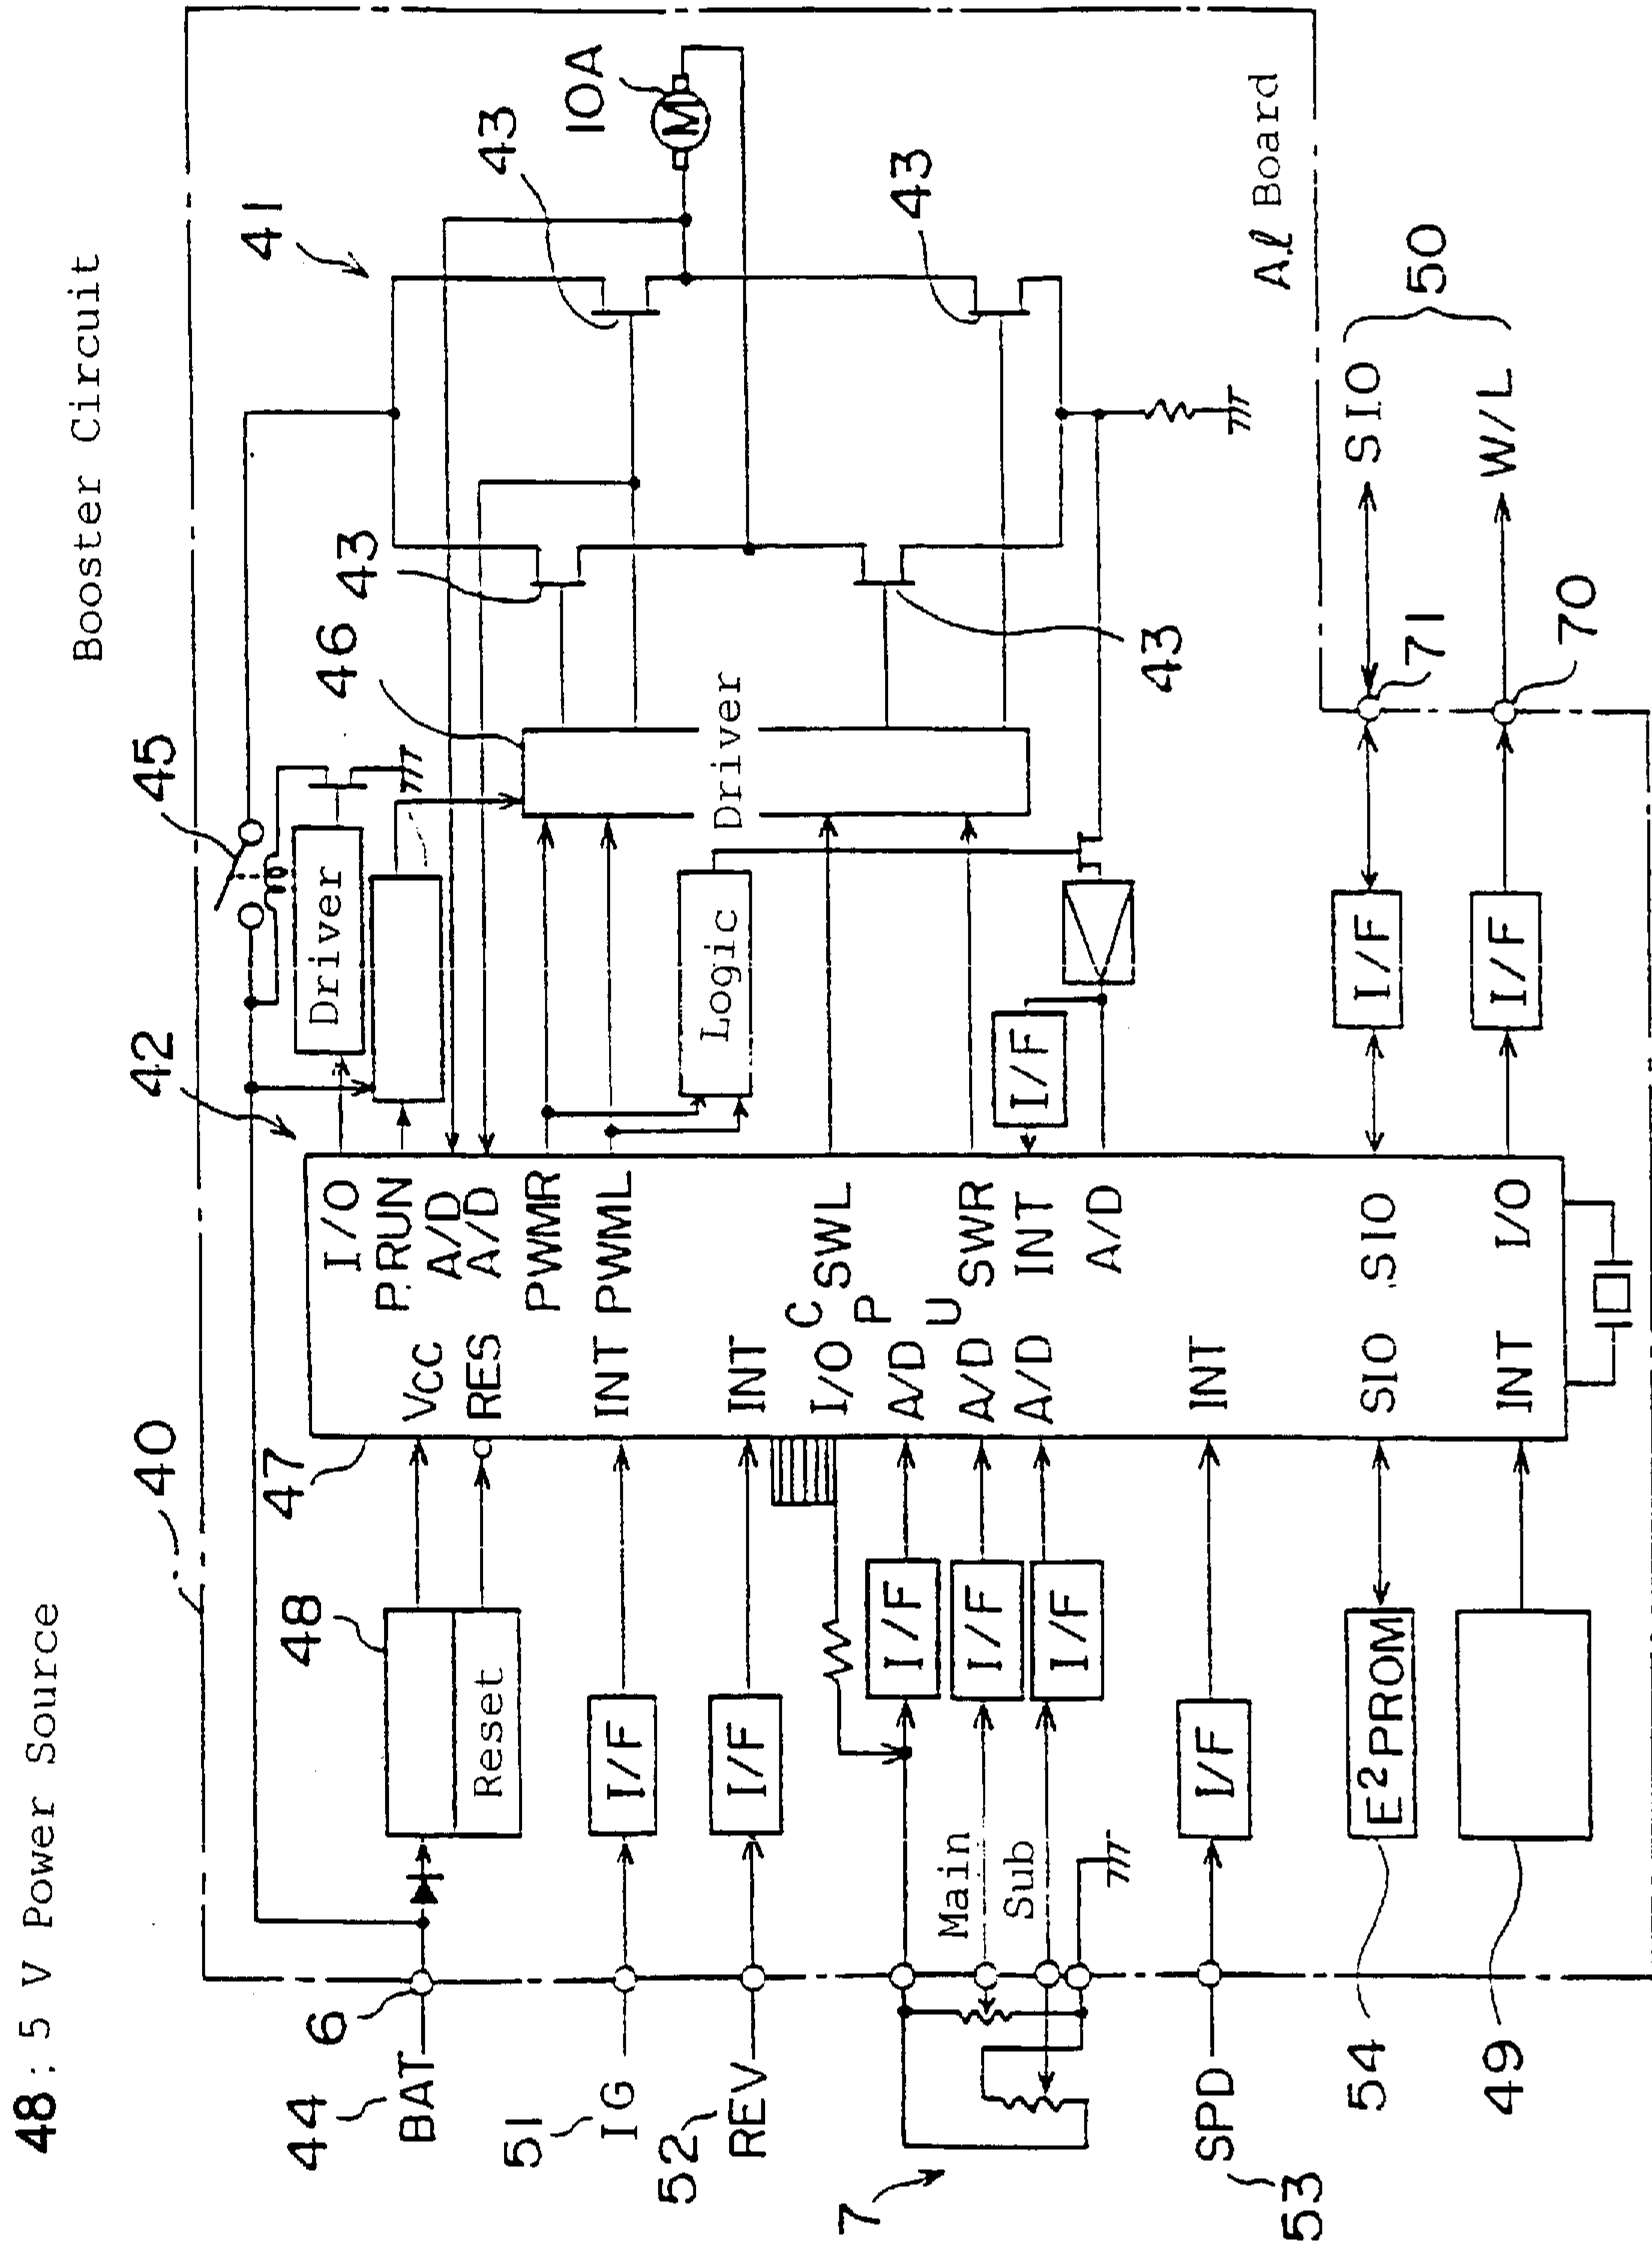 48: 5 V Power Source
Booster Circuit
40
42
45
41
44
BAT
6
48
Reset
47
Vcc
RES
I/O
P.RUN
A/D
A/D
Driver
46
Driver
43
43
43
43
10A
M
51
IG
I/F
INT
PWMR
PWML
Logic
52
REV
I/F
INT
I/O
CPU
SWL
SWR
INT
A/D
I/F
7
Main
Sub
I/F
I/F
I/F
A/D
A/D
A/D
SPD
53
I/F
INT
54
E²PROM
SIO
SIO
I/F
71
SIO
50
49
INT
I/O
I/F
70
W/L
Aℓ Board